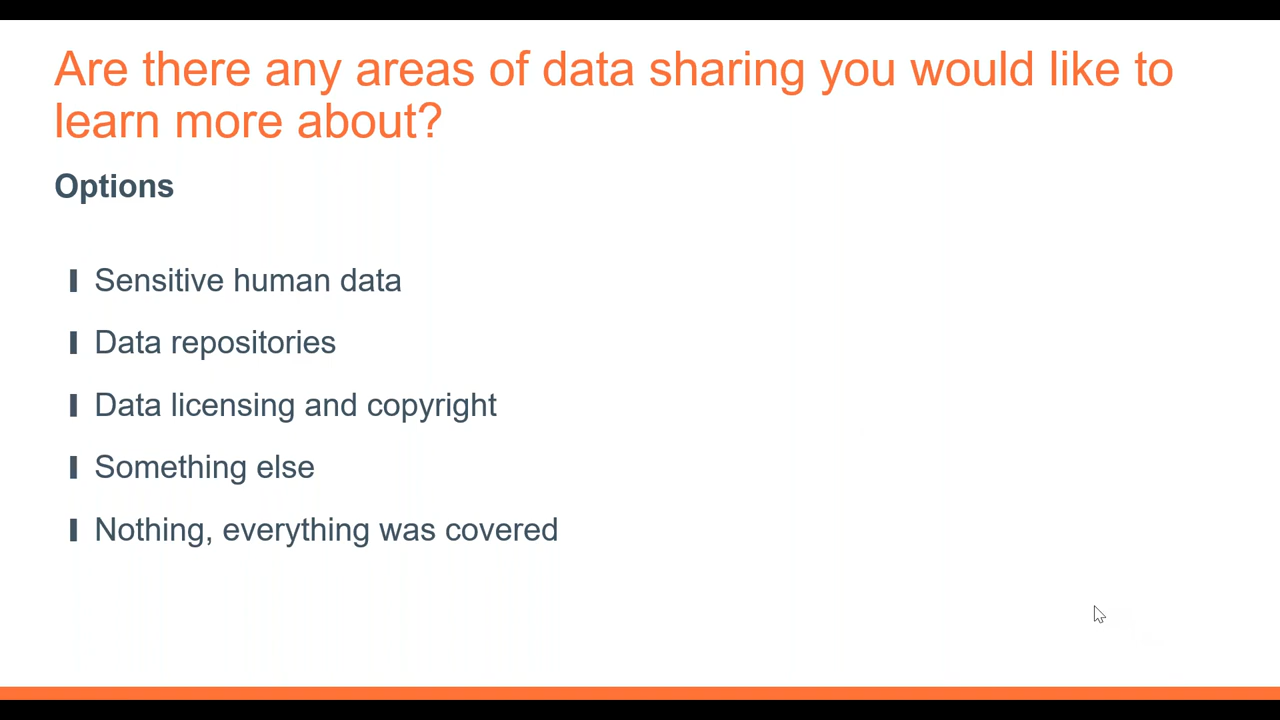 Are there any areas of data sharing you would like to
learn more about?
Options
Sensitive human data
Data repositories
Data licensing and copyright
Something else
Nothing, everything was covered